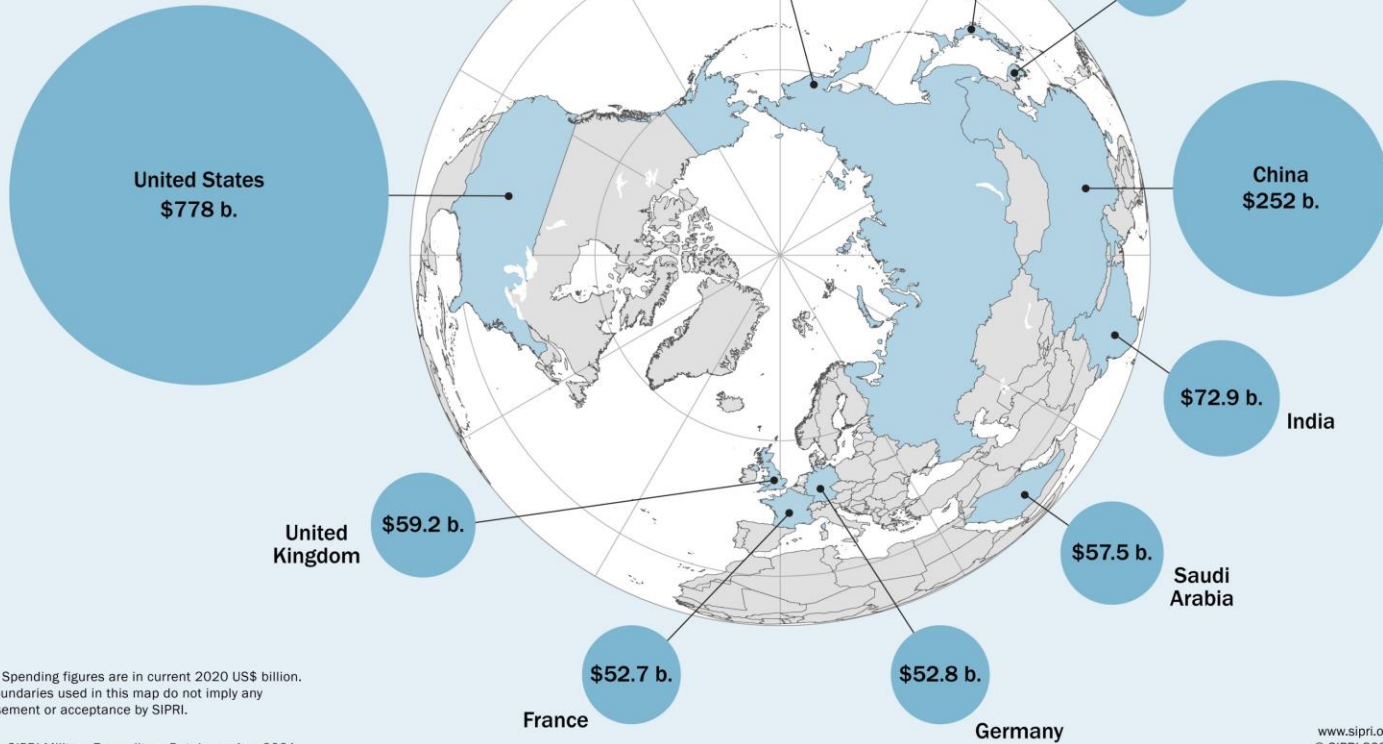 United States
$778 b.
China
$252 b.
$72.9 b.
India
$59.2 b.
United
Kingdom
$57.5 b.
Saudi
Arabia
$52.7 b.
France
$52.8 b.
Germany
Spending figures are in current 2020 US$ billion.
used in this map do not imply any
or acceptance by SIPRI.